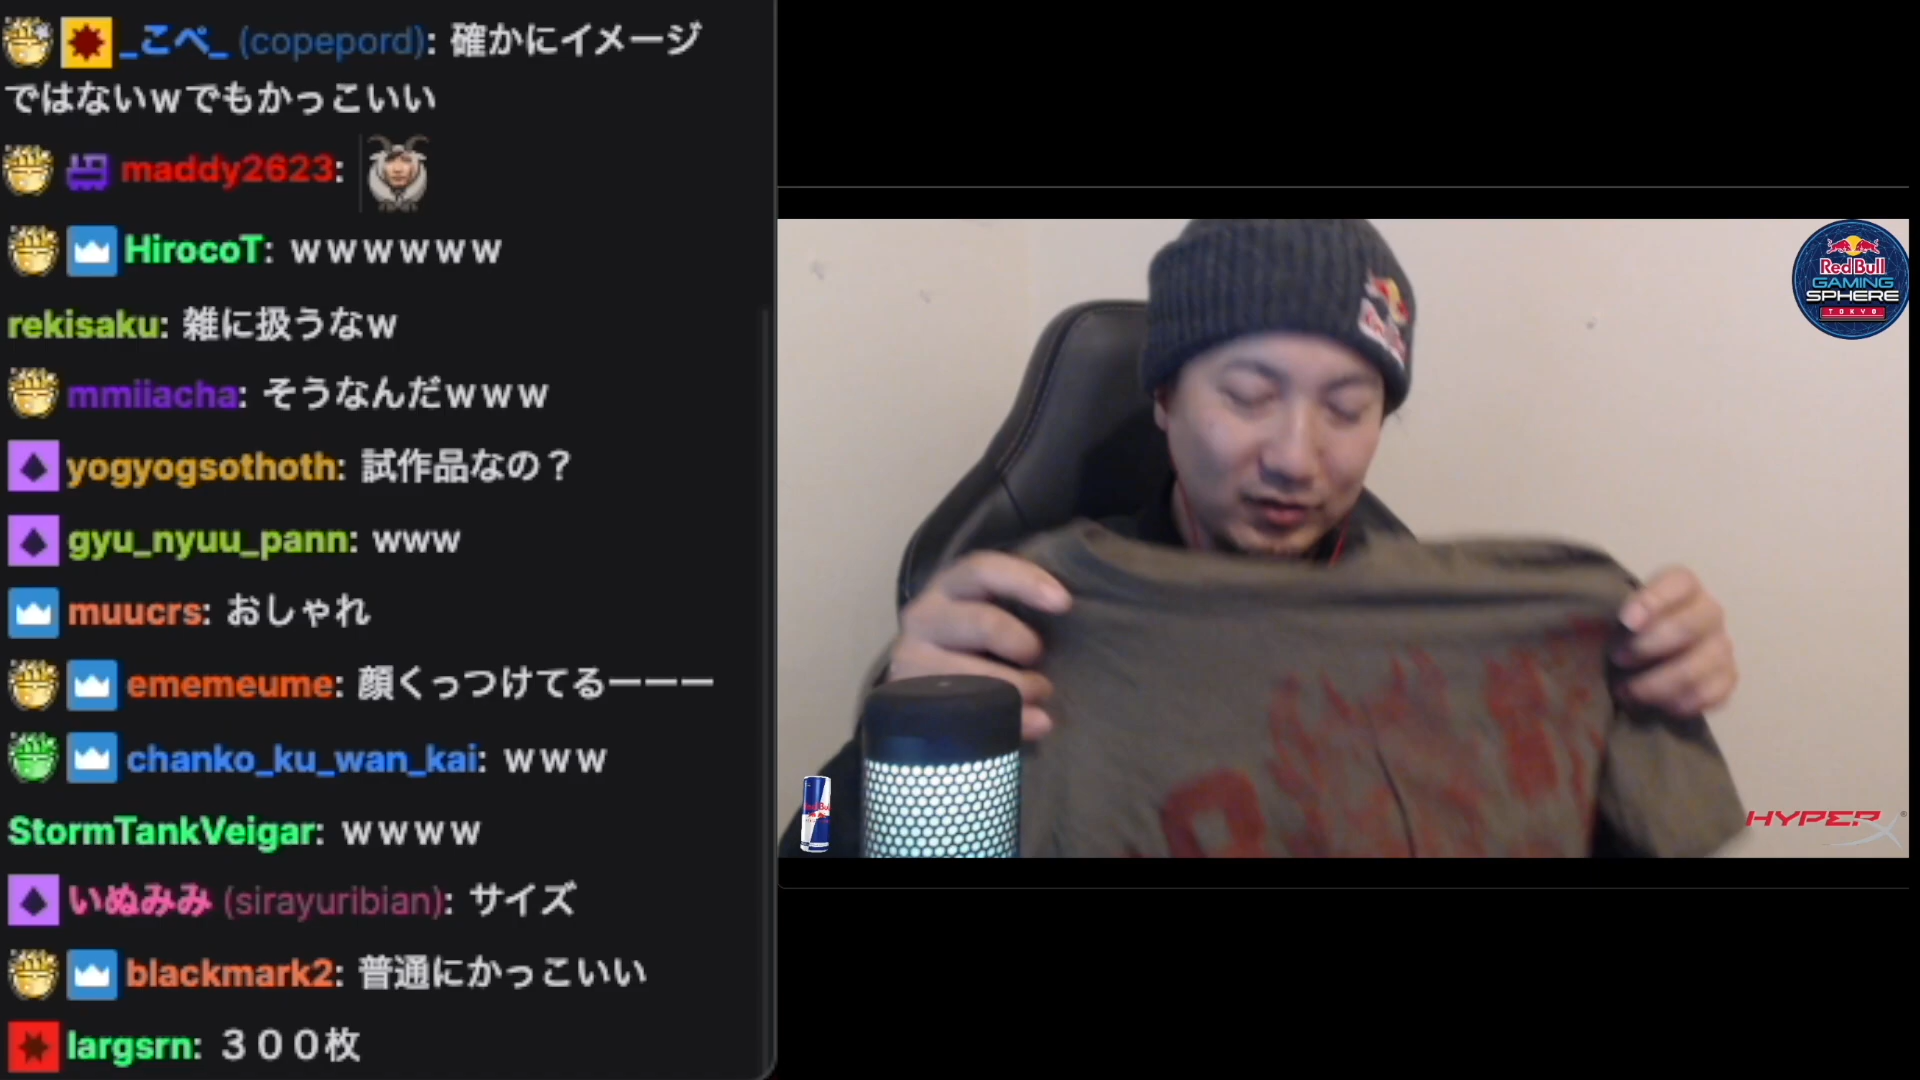 _こぺ_ (copepord): 確かにイメージ
ではないwでもかっこいい
maddy2623:
HirocoT: ｗｗｗｗｗｗ
rekisaku: 雑に扱うなw
mmiiacha: そうなんだｗｗｗ
yogyogsothoth: 試作品なの？
gyu_nyuu_pann: www
muucrs: おしゃれ
ememeume: 顔くっつけてるーーー
chanko_ku_wan_kai: ｗｗｗ
StormTankVeigar: ｗｗｗｗ
いぬみみ (sirayuribian): サイズ
blackmark2: 普通にかっこいい
largsrn: ３００枚
Red Bull
GAMING
SPHERE
TOKYO
HYPERX